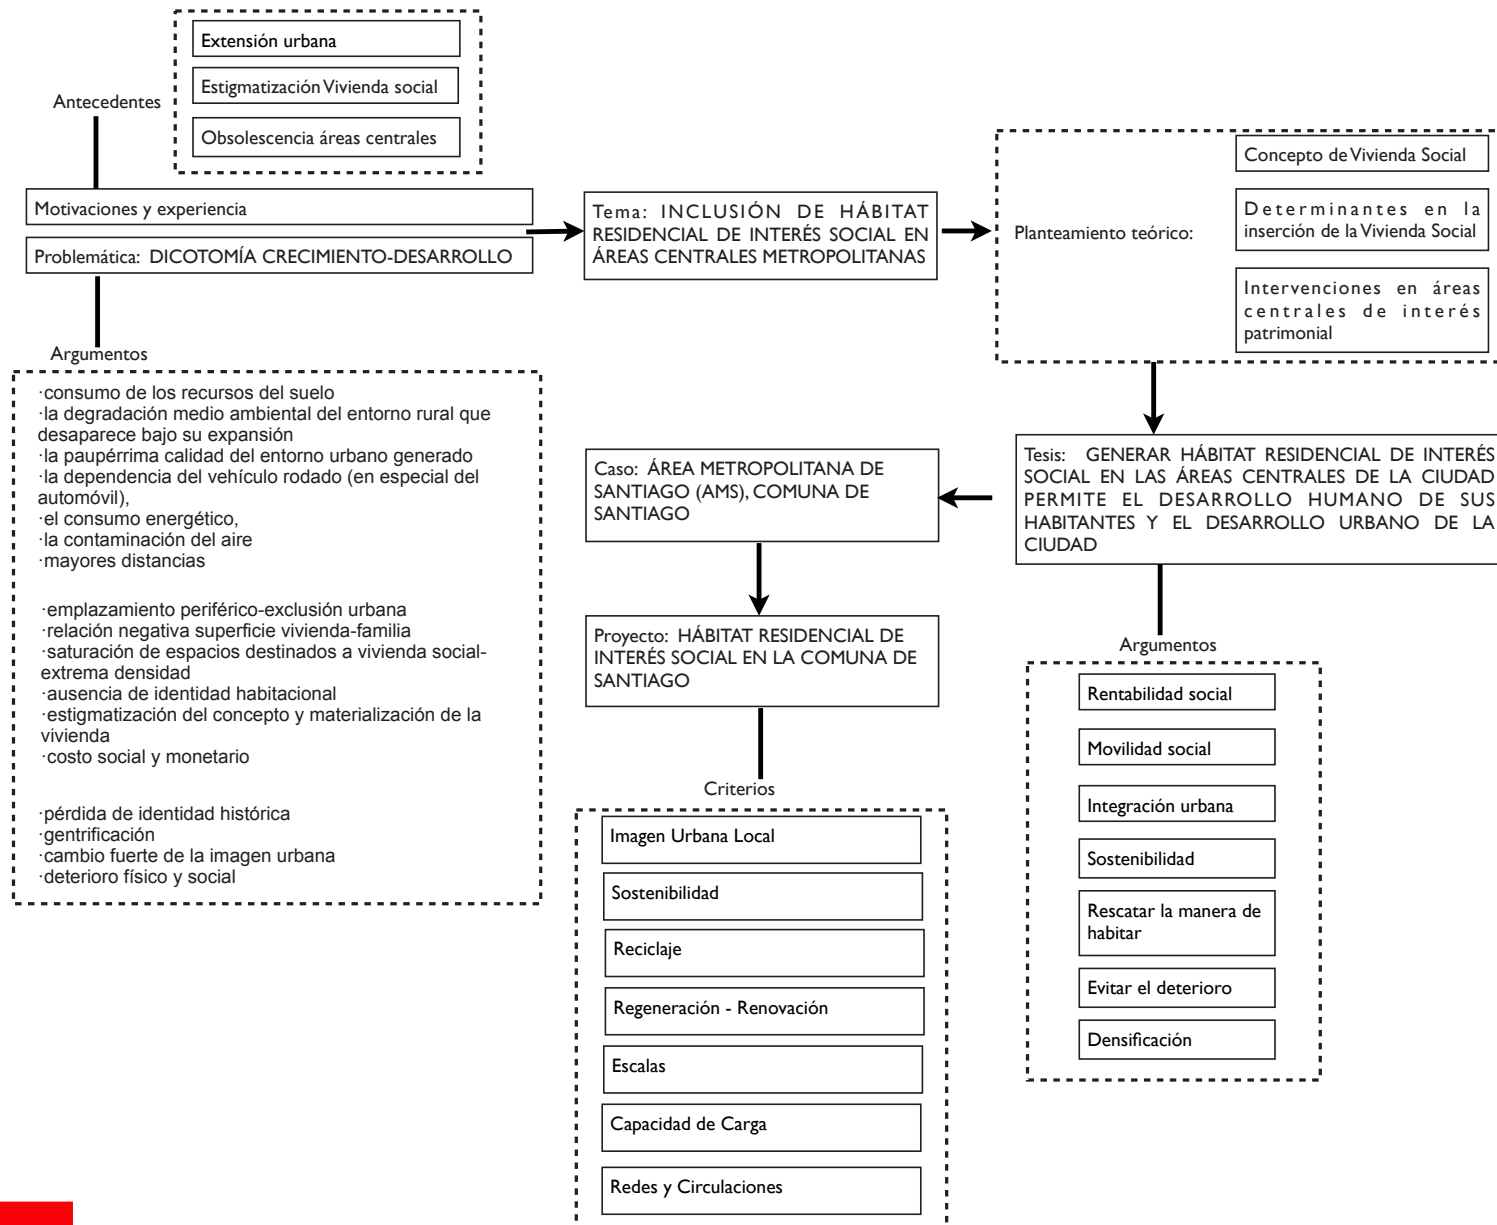 Antecedentes
Extensión urbana
Estigmatización Vivienda social
Obsolescencia áreas centrales
Motivaciones y experiencia
Problemática: DICOTOMÍA CRECIMIENTO-DESARROLLO
Argumentos
·consumo de los recursos del suelo
·la degradación medio ambiental del entorno rural que
desaparece bajo su expansión
·la paupérrima calidad del entorno urbano generado
·la dependencia del vehículo rodado (en especial del
automóvil),
·el consumo energético,
·la contaminación del aire
·mayores distancias
·emplazamiento periférico-exclusión urbana
·relación negativa superficie vivienda-familia
·saturación de espacios destinados a vivienda social-
extrema densidad
·ausencia de identidad habitacional
·estigmatización del concepto y materialización de la
vivienda
·costo social y monetario
·pérdida de identidad histórica
·gentrificación
·cambio fuerte de la imagen urbana
·deterioro físico y social
Tema: INCLUSIÓN DE HÁBITAT
RESIDENCIAL DE INTERÉS SOCIAL EN
ÁREAS CENTRALES METROPOLITANAS
Planteamiento teórico:
Concepto de Vivienda Social
Determinantes en la
inserción de la Vivienda Social
Intervenciones en áreas
centrales de interés
patrimonial
Tesis: GENERAR HÁBITAT RESIDENCIAL DE INTERÉS
SOCIAL EN LAS ÁREAS CENTRALES DE LA CIUDAD
PERMITE EL DESARROLLO HUMANO DE SUS
HABITANTES Y EL DESARROLLO URBANO DE LA
CIUDAD
Argumentos
Rentabilidad social
Movilidad social
Integración urbana
Sostenibilidad
Rescatar la manera de
habitar
Evitar el deterioro
Densificación
Caso: ÁREA METROPOLITANA DE
SANTIAGO (AMS), COMUNA DE
SANTIAGO
Proyecto: HÁBITAT RESIDENCIAL DE
INTERÉS SOCIAL EN LA COMUNA DE
SANTIAGO
Criterios
Imagen Urbana Local
Sostenibilidad
Reciclaje
Regeneración - Renovación
Escalas
Capacidad de Carga
Redes y Circulaciones